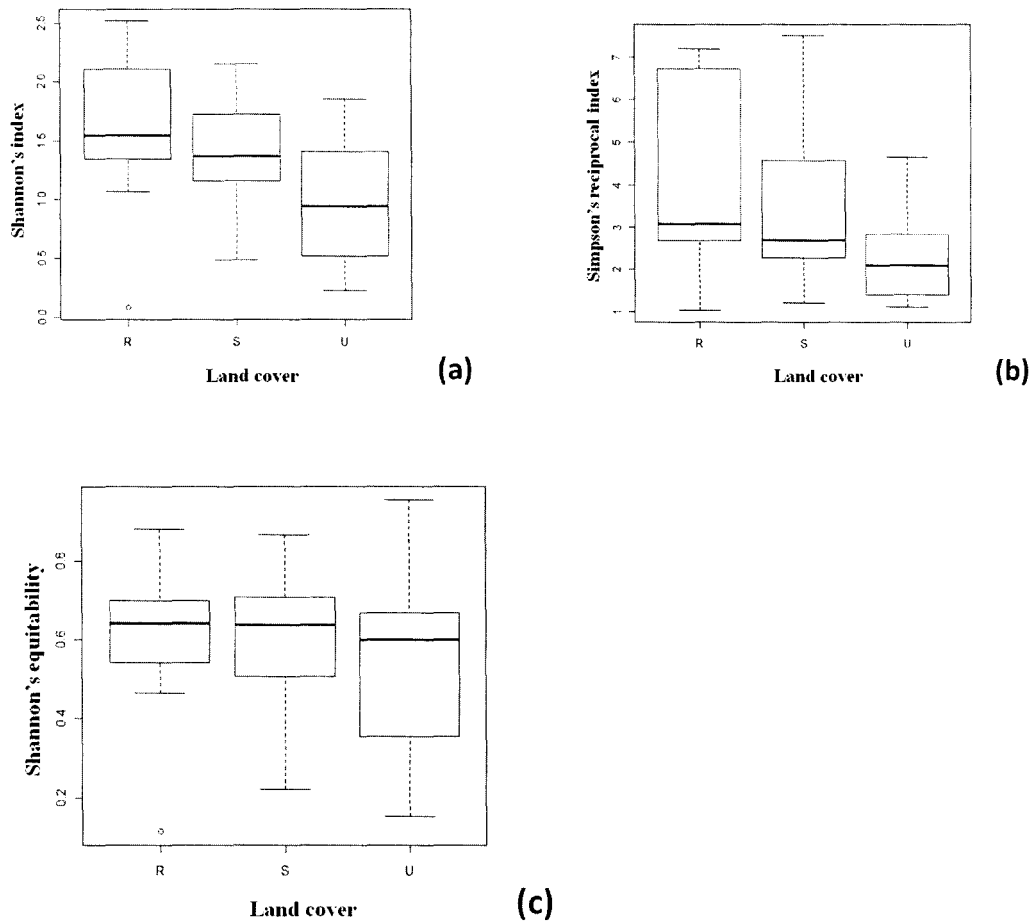 Shannon's index
2.5
2.0
1.5
1.0
0.5
0.0
R S U
Land cover
(a)
Simpson's reciprocal index
7
6
5
4
3
2
1
R S U
Land cover
(b)
Shannon's equitability
0.8
0.6
0.4
0.2
R S U
Land cover
(c)